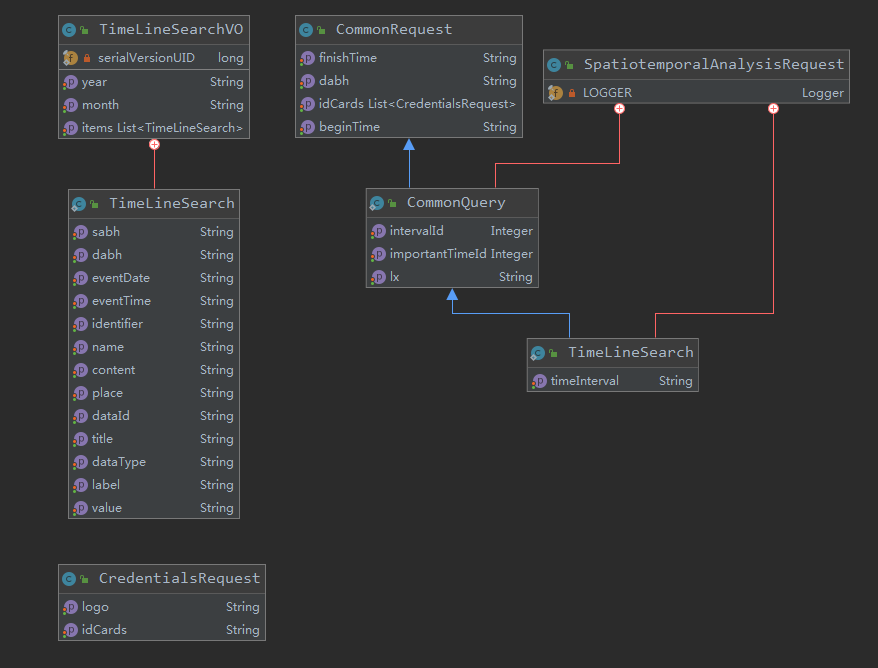 TimeLineSearchVO
serialVersionUID long
year String
month String
items List<TimeLineSearch>
CommonRequest
finishTime String
dabh String
idCards List<CredentialsRequest>
beginTime String
SpatiotemporalAnalysisRequest
LOGGER Logger
TimeLineSearch
sabh String
dabh String
eventDate String
eventTime String
identifier String
name String
content String
place String
dataId String
title String
dataType String
label String
value String
CommonQuery
intervalId Integer
importantTimeId Integer
lx String
TimeLineSearch
timeInterval String
CredentialsRequest
logo String
idCards String